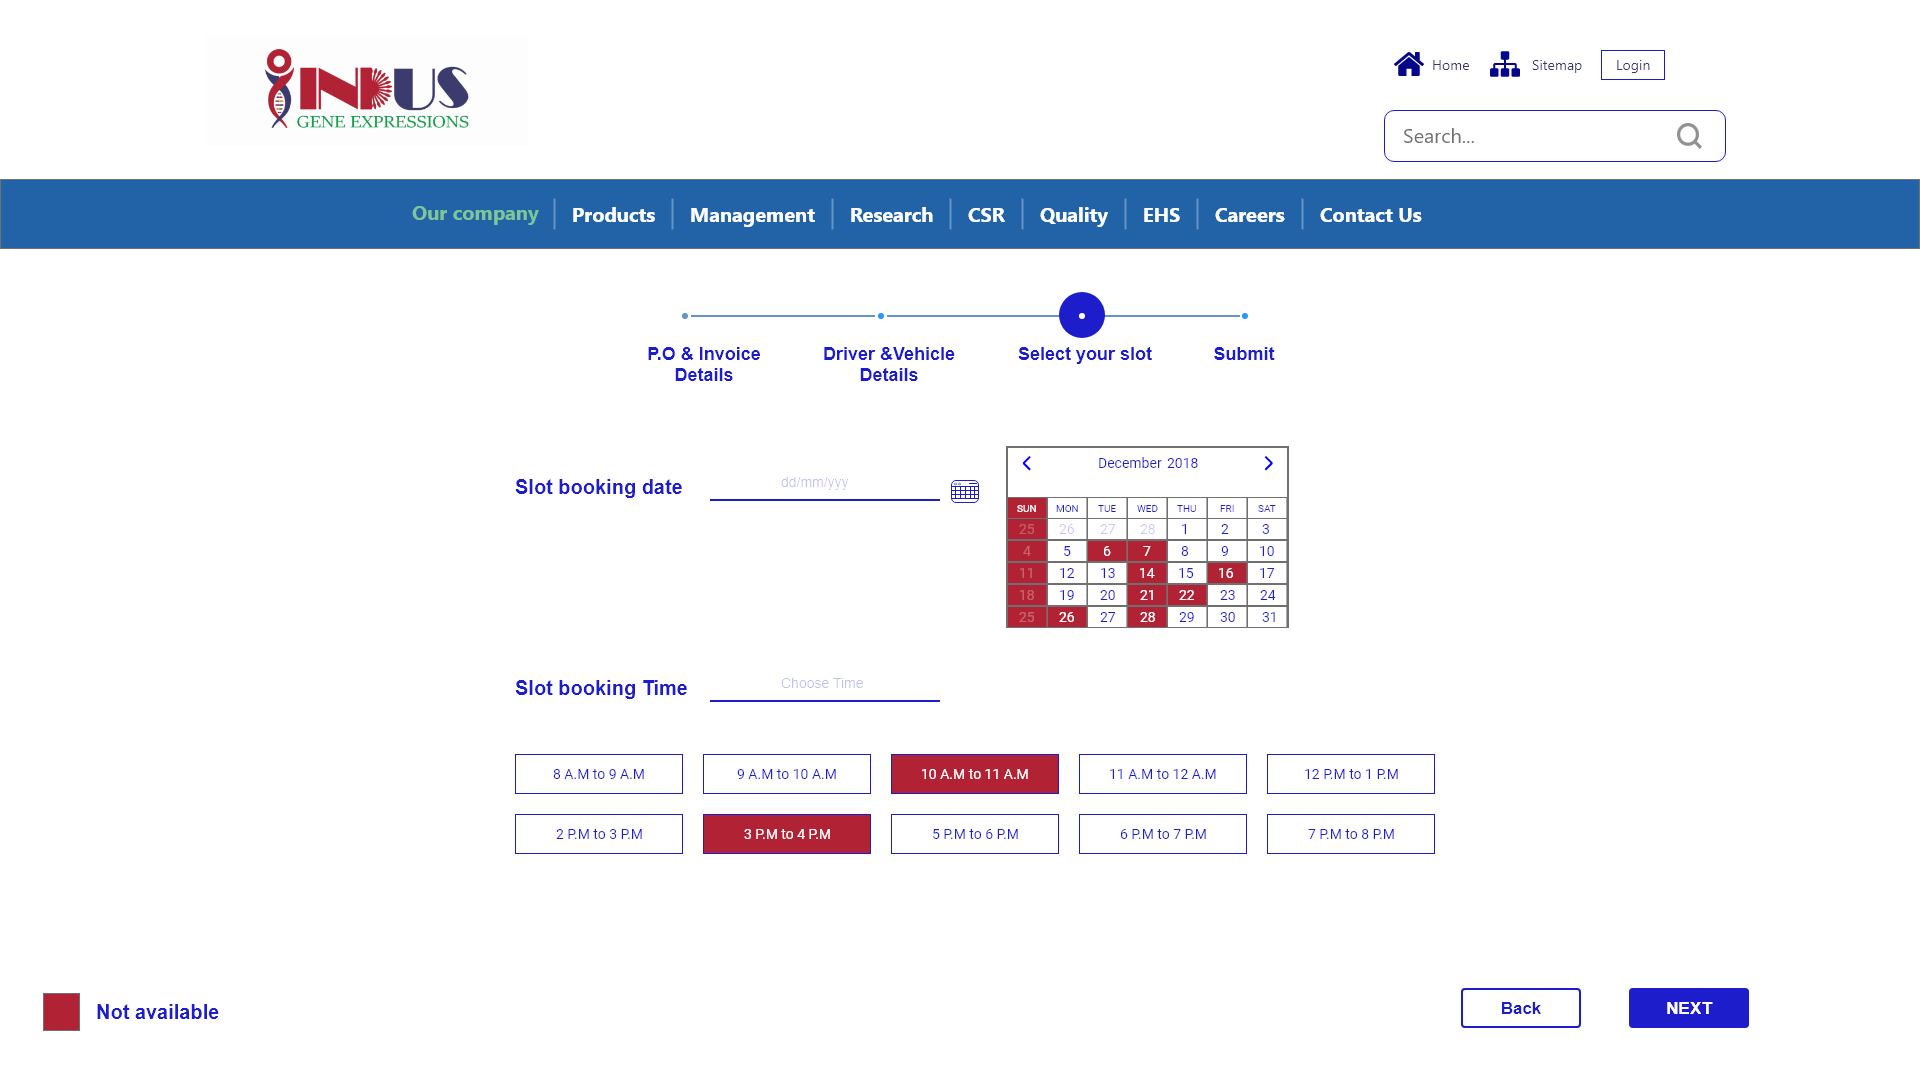 INDUS
GENE EXPRESSIONS
Home
Sitemap
Login
Search...
Our company
Products
Management
Research
CSR
Quality
EHS
Careers
Contact Us
P.O & Invoice
Details
Driver &Vehicle
Details
Select your slot
Submit
Slot booking date
dd/mm/yyy
December 2018
SUN MON TUE WED THU FRI SAT
25 26 27 28 1 2 3
4 5 6 7 8 9 10
11 12 13 14 15 16 17
18 19 20 21 22 23 24
25 26 27 28 29 30 31
Slot booking Time
Choose Time
8 A.M to 9 A.M
9 A.M to 10 A.M
10 A.M to 11 A.M
11 A.M to 12 A.M
12 P.M to 1 P.M
2 P.M to 3 P.M
3 P.M to 4 P.M
5 P.M to 6 P.M
6 P.M to 7 P.M
7 P.M to 8 P.M
Not available
Back
NEXT